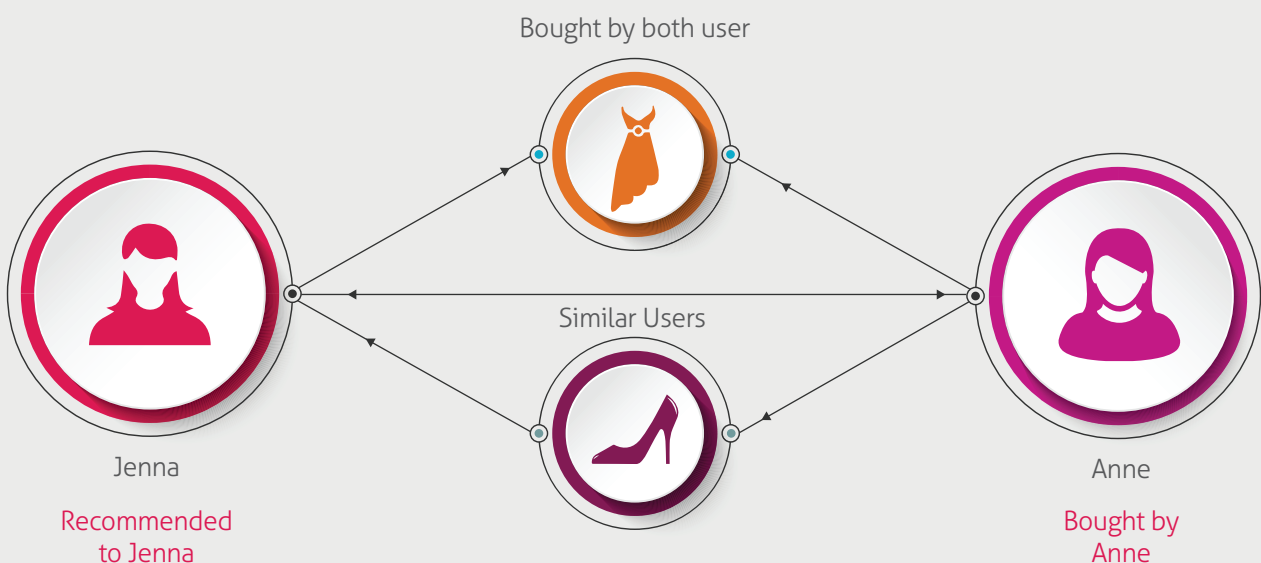 Bought by both user
Similar Users
Jenna
Anne
Recommended
to Jenna
Bought by
Anne